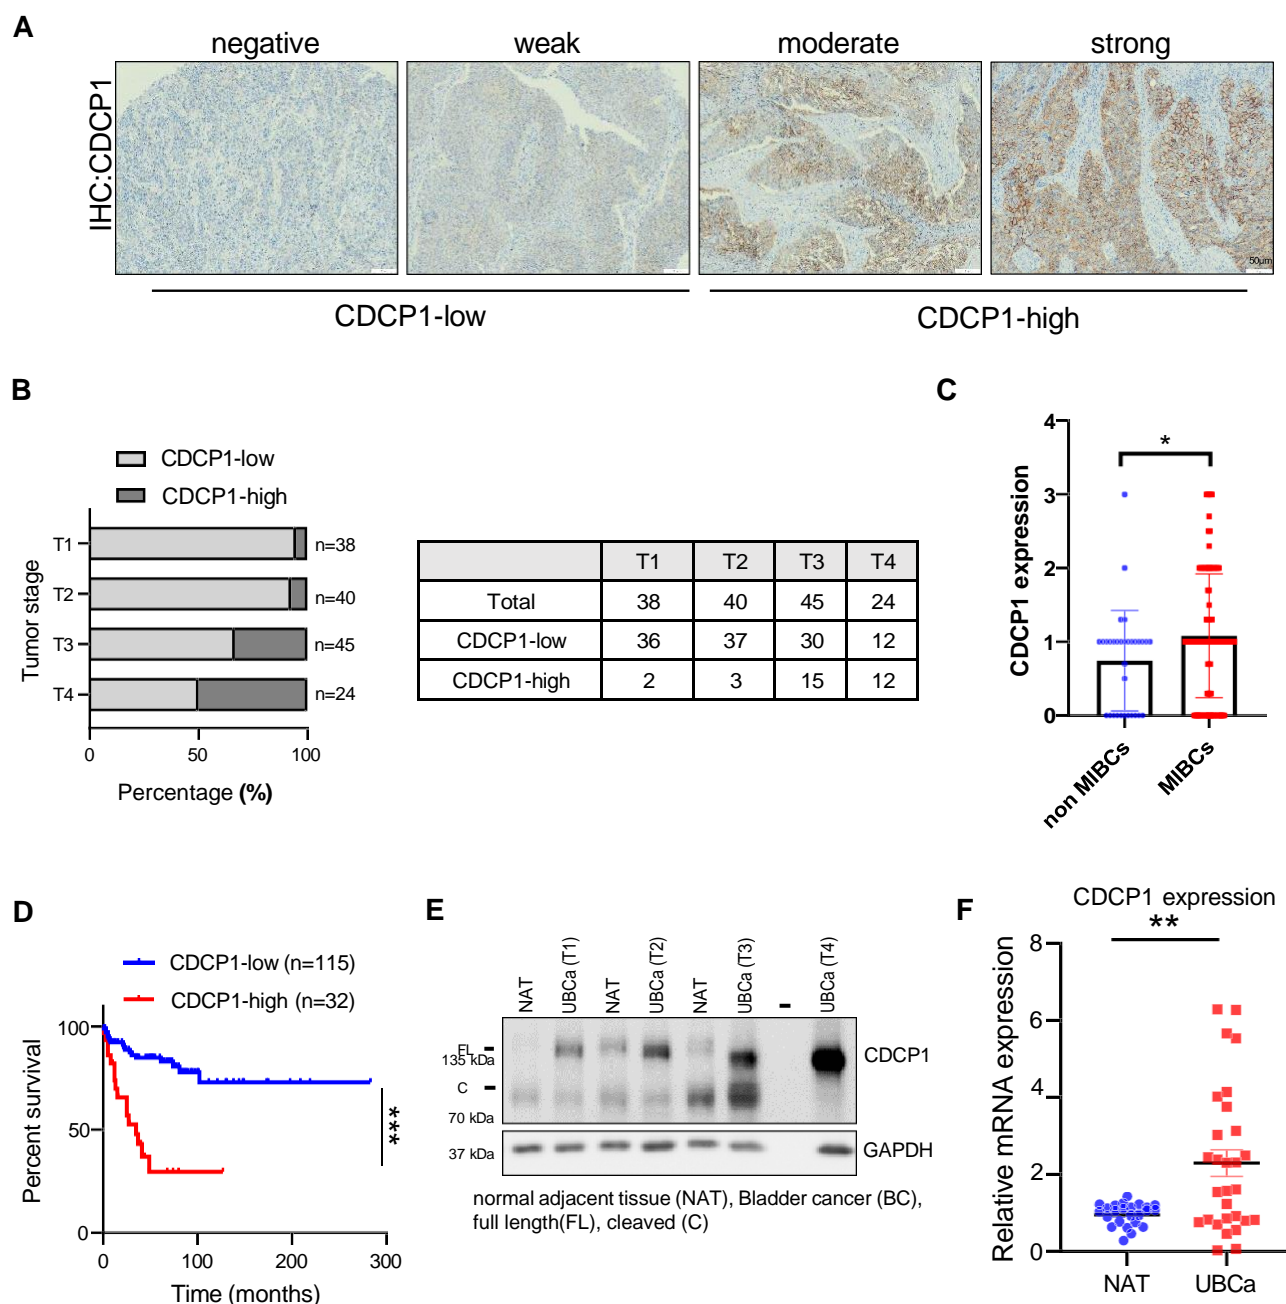 A
negative weak moderate strong
IHC:CDCP1
50μm
CDCP1-low CDCP1-high
B
CDCP1-low
CDCP1-high
Tumor stage
T1 n=38
T2 n=40
T3 n=45
T4 n=24
0 50 100
Percentage (%)
T1 T2 T3 T4
Total 38 40 45 24
CDCP1-low 36 37 30 12
CDCP1-high 2 3 15 12
C
CDCP1 expression
4
3
2
1
0
*
non MIBCs MIBCs
D
CDCP1-low (n=115)
CDCP1-high (n=32)
Percent survival
100
50
0
***
0 100 200 300
Time (months)
E
NAT UBCa (T1) NAT UBCa (T2) NAT UBCa (T3) - UBCa (T4)
FL
135 kDa
CDCP1
C
70 kDa
37 kDa
GAPDH
normal adjacent tissue (NAT), Bladder cancer (BC),
full length(FL), cleaved (C)
F
CDCP1 expression
**
Relative mRNA expression
8
6
4
2
0
NAT UBCa